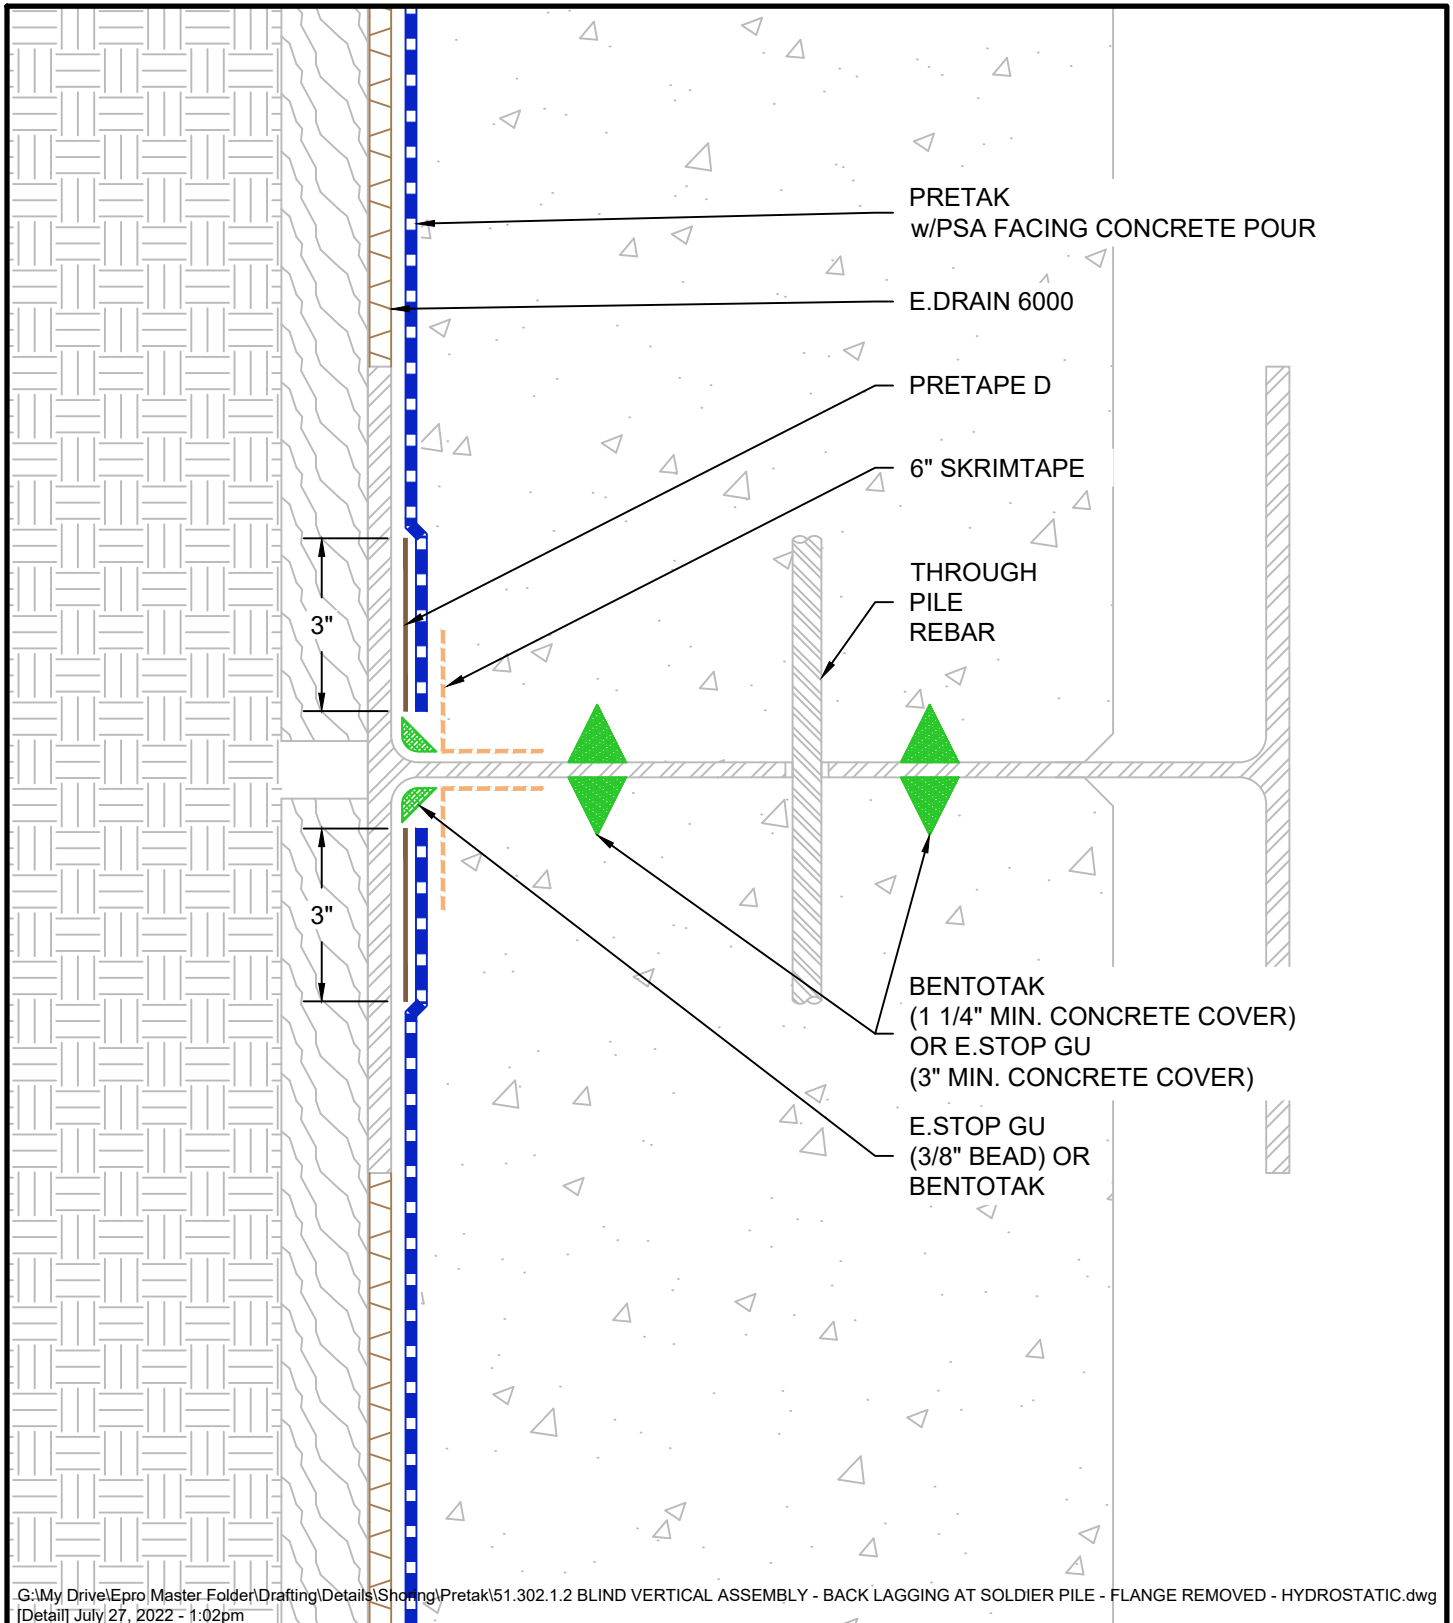 PRETAK
w/PSA FACING CONCRETE POUR
E.DRAIN 6000
PRETAPE D
6" SKRIMTAPE
THROUGH
PILE
REBAR
3"
3"
BENTOTAK
(1 1/4" MIN. CONCRETE COVER)
OR E.STOP GU
(3" MIN. CONCRETE COVER)
E.STOP GU
(3/8" BEAD) OR
BENTOTAK
G:\My Drive\Epro Master Folder\Drafting\Details\Shoring\Pretak\51.302.1.2 BLIND VERTICAL ASSEMBLY - BACK LAGGING AT SOLDIER PILE - FLANGE REMOVED - HYDROSTATIC.dwg
[Detail] July 27, 2022 - 1:02pm